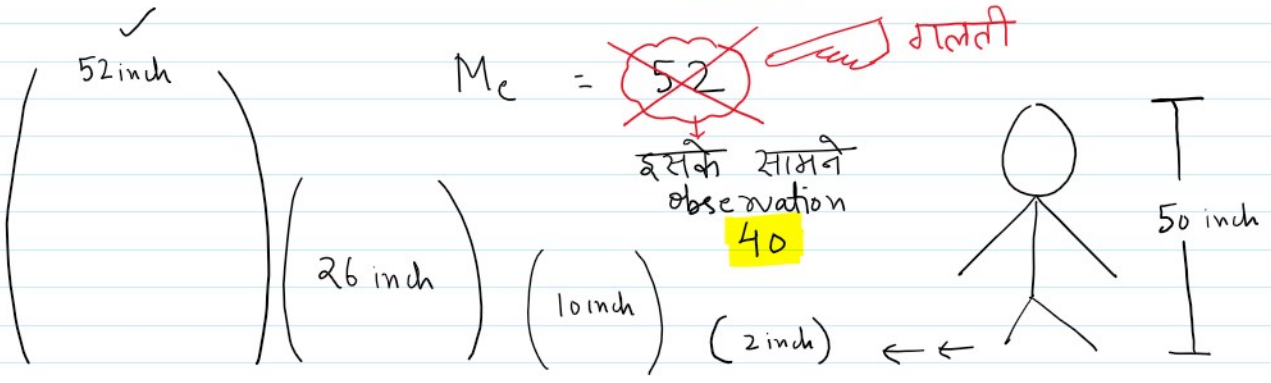 52 inch
Me = 52
गलती
इसके सामने
observation
40
50 inch
26 inch
10 inch
(2 inch)